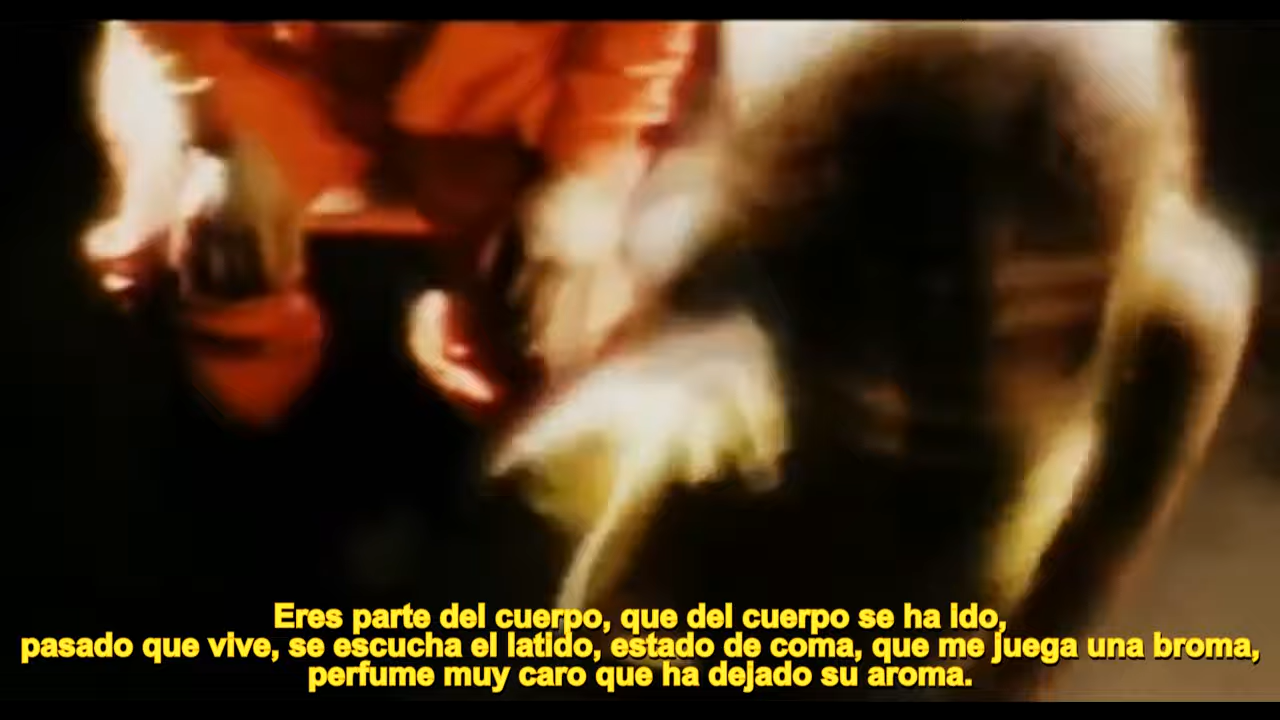 Eres parte del cuerpo, que del cuerpo se ha ido,
pasado que vive, se escucha el latido, estado de coma, que me juega una broma,
perfume muy caro que ha dejado su aroma.